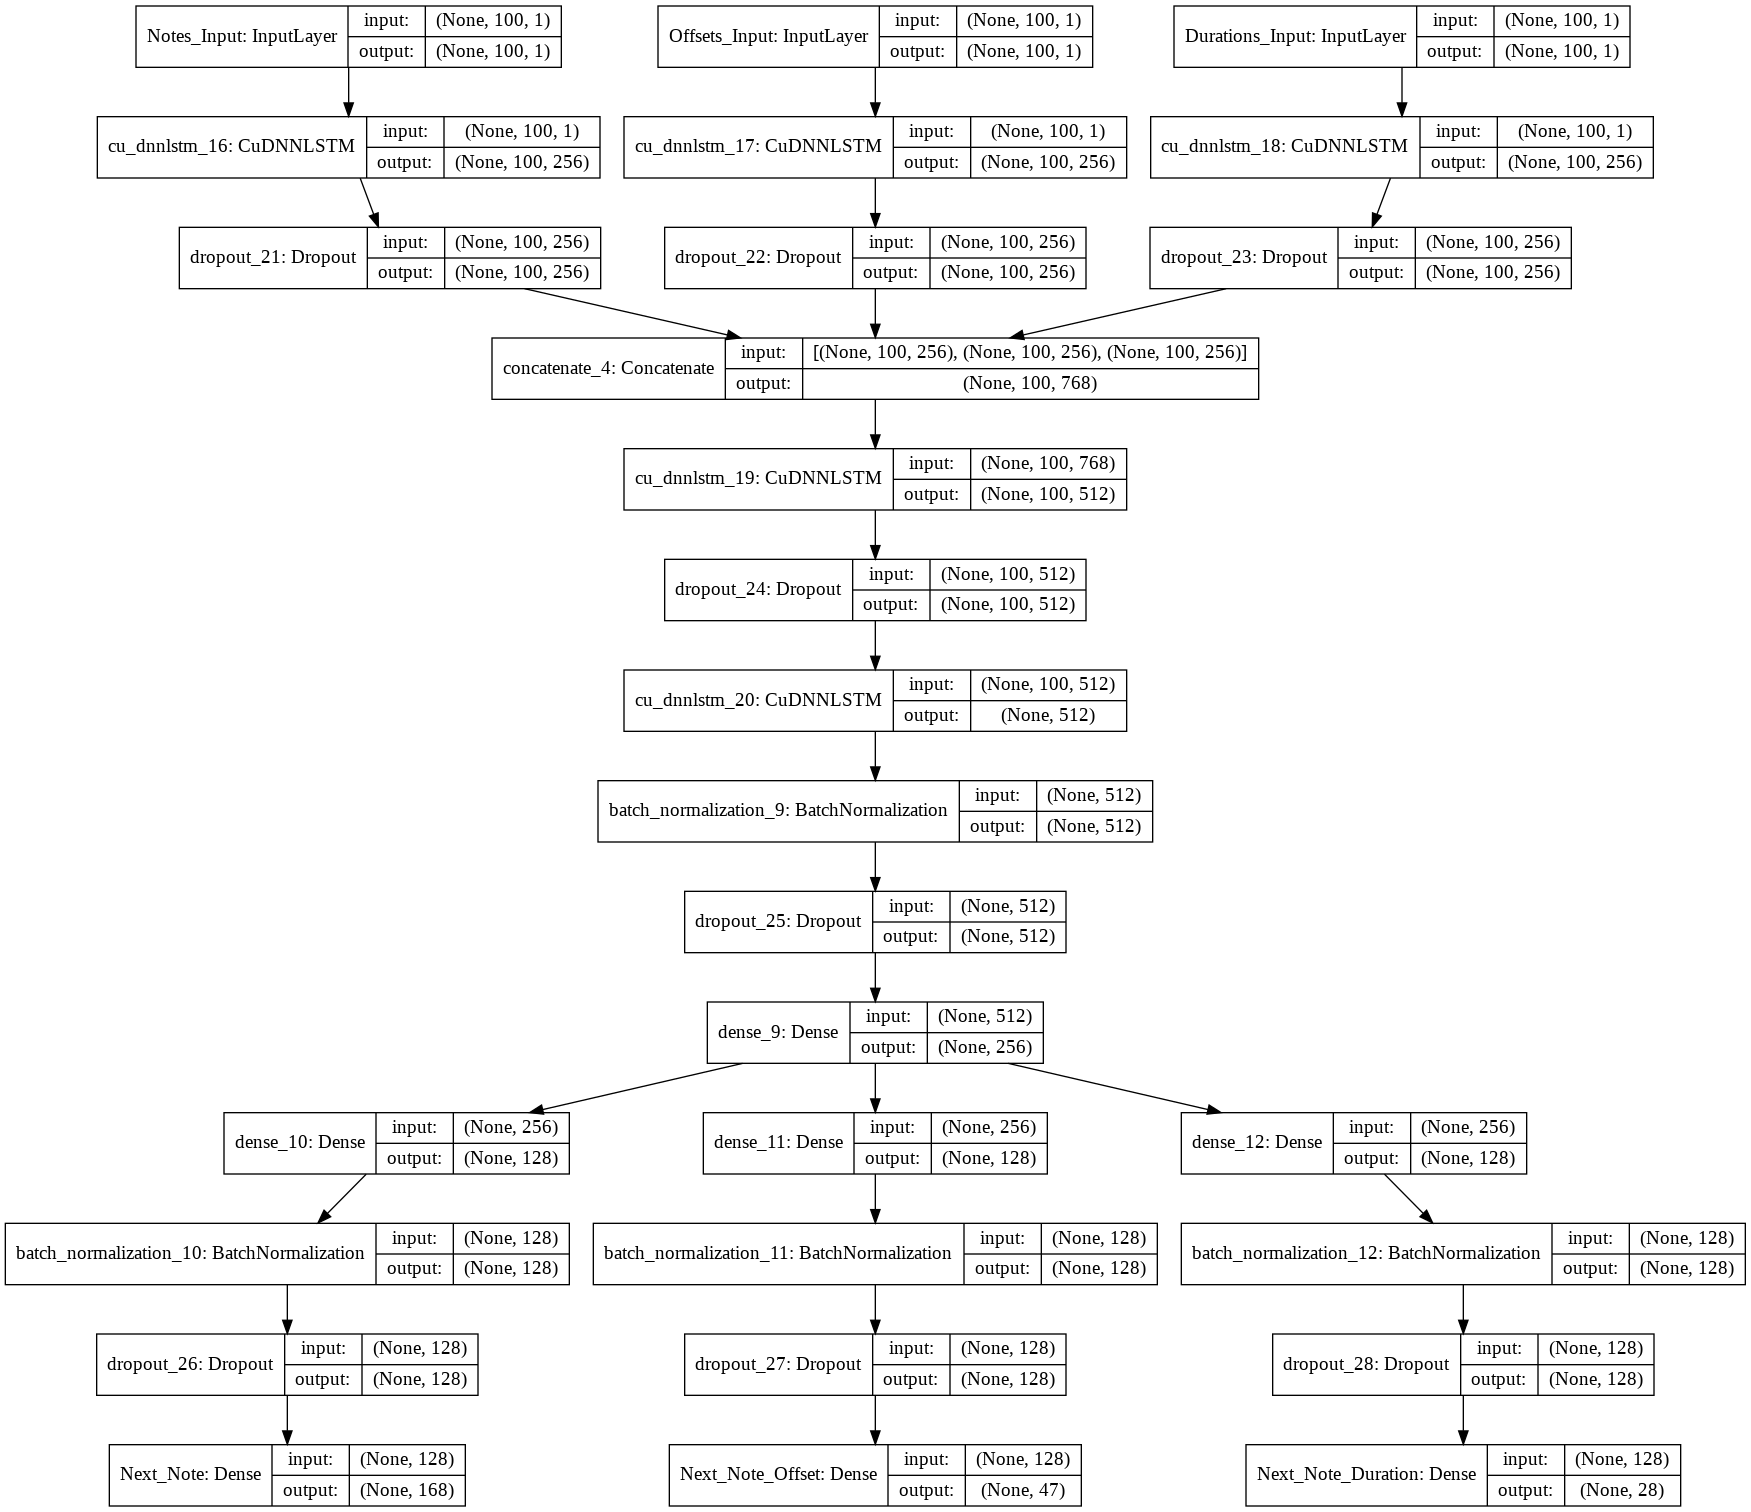 Notes_Input: InputLayer
input: (None, 100, 1)
output: (None, 100, 1)
Offsets_Input: InputLayer
input: (None, 100, 1)
output: (None, 100, 1)
Durations_Input: InputLayer
input: (None, 100, 1)
output: (None, 100, 1)
cu_dnnlstm_16: CuDNNLSTM
input: (None, 100, 1)
output: (None, 100, 256)
cu_dnnlstm_17: CuDNNLSTM
input: (None, 100, 1)
output: (None, 100, 256)
cu_dnnlstm_18: CuDNNLSTM
input: (None, 100, 1)
output: (None, 100, 256)
dropout_21: Dropout
input: (None, 100, 256)
output: (None, 100, 256)
dropout_22: Dropout
input: (None, 100, 256)
output: (None, 100, 256)
dropout_23: Dropout
input: (None, 100, 256)
output: (None, 100, 256)
concatenate_4: Concatenate
input: [(None, 100, 256), (None, 100, 256), (None, 100, 256)]
output: (None, 100, 768)
cu_dnnlstm_19: CuDNNLSTM
input: (None, 100, 768)
output: (None, 100, 512)
dropout_24: Dropout
input: (None, 100, 512)
output: (None, 100, 512)
cu_dnnlstm_20: CuDNNLSTM
input: (None, 100, 512)
output: (None, 512)
batch_normalization_9: BatchNormalization
input: (None, 512)
output: (None, 512)
dropout_25: Dropout
input: (None, 512)
output: (None, 512)
dense_9: Dense
input: (None, 512)
output: (None, 256)
dense_10: Dense
input: (None, 256)
output: (None, 128)
dense_11: Dense
input: (None, 256)
output: (None, 128)
dense_12: Dense
input: (None, 256)
output: (None, 128)
batch_normalization_10: BatchNormalization
input: (None, 128)
output: (None, 128)
batch_normalization_11: BatchNormalization
input: (None, 128)
output: (None, 128)
batch_normalization_12: BatchNormalization
input: (None, 128)
output: (None, 128)
dropout_26: Dropout
input: (None, 128)
output: (None, 128)
dropout_27: Dropout
input: (None, 128)
output: (None, 128)
dropout_28: Dropout
input: (None, 128)
output: (None, 128)
Next_Note: Dense
input: (None, 128)
output: (None, 168)
Next_Note_Offset: Dense
input: (None, 128)
output: (None, 47)
Next_Note_Duration: Dense
input: (None, 128)
output: (None, 28)